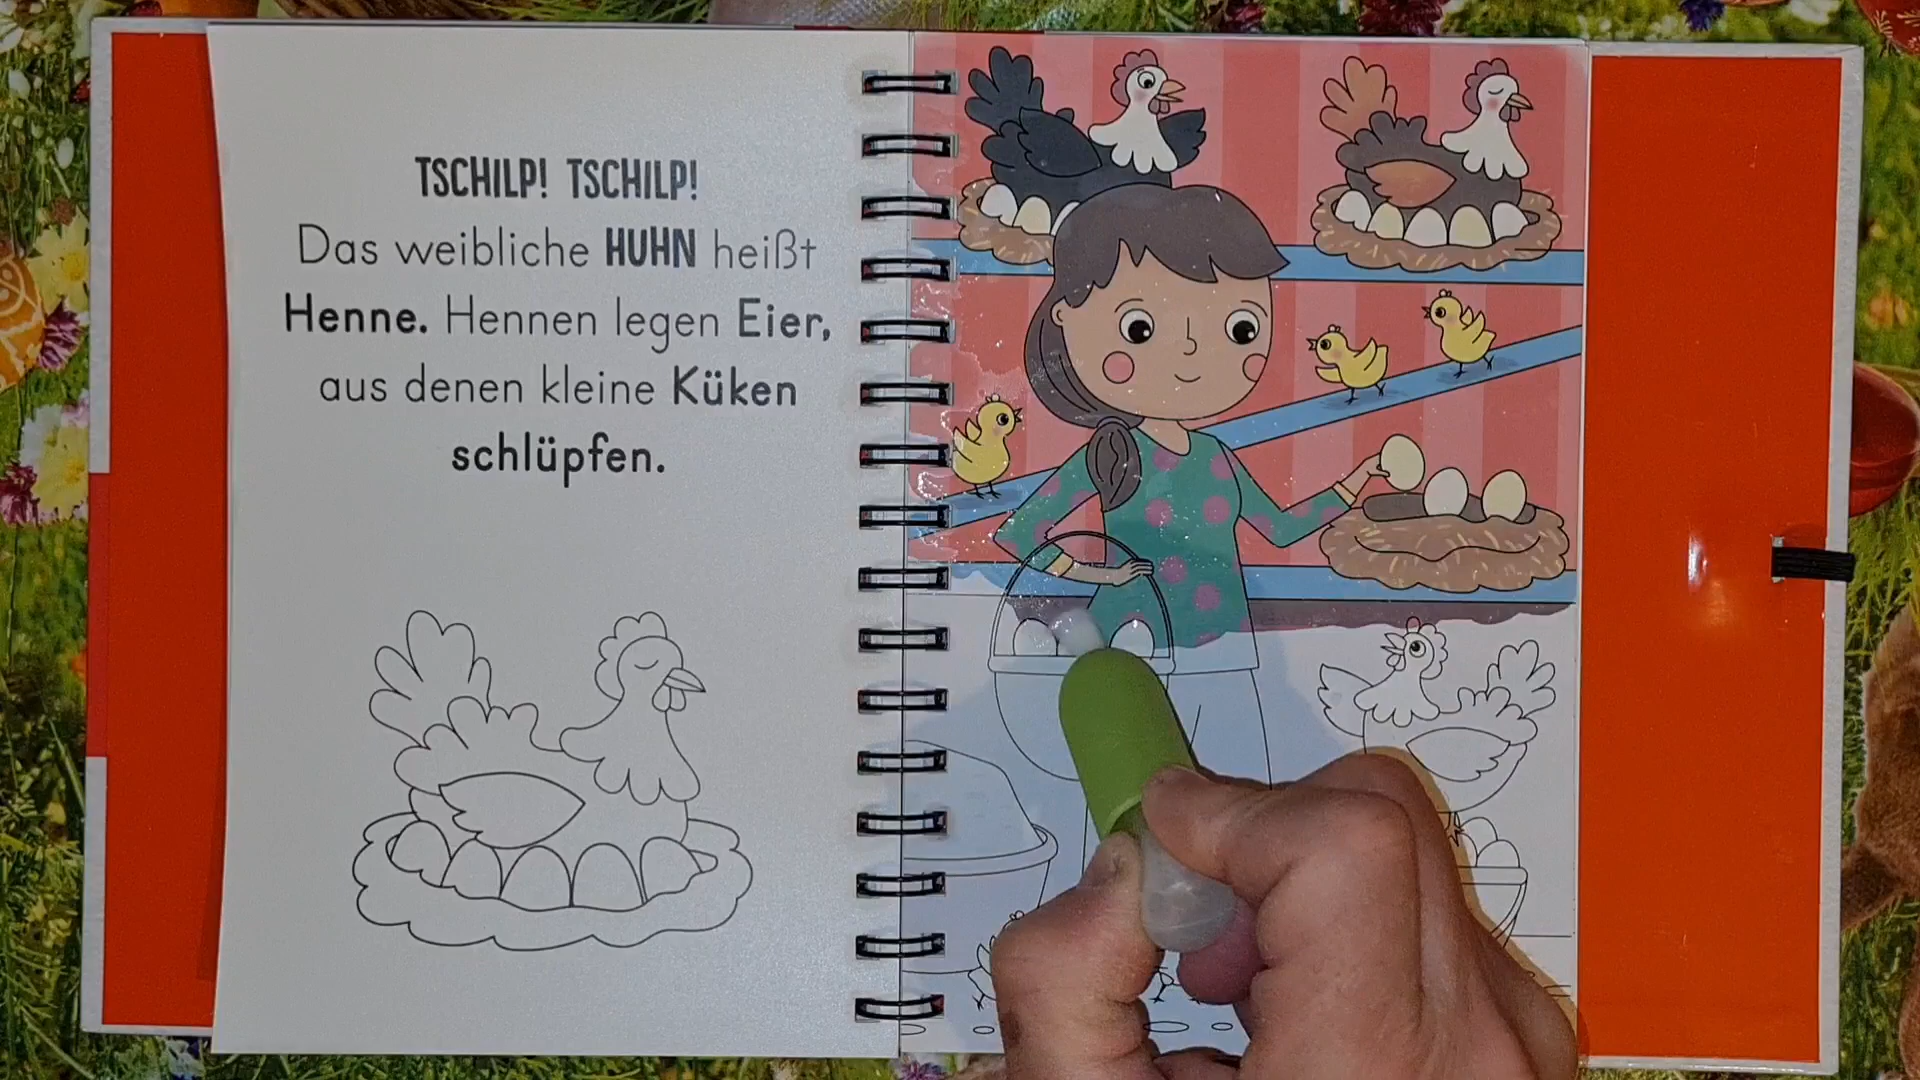 TSCHILP! TSCHILP!
Das weibliche HUHN heißt
Henne. Hennen legen Eier,
aus denen kleine Küken
schlüpfen.